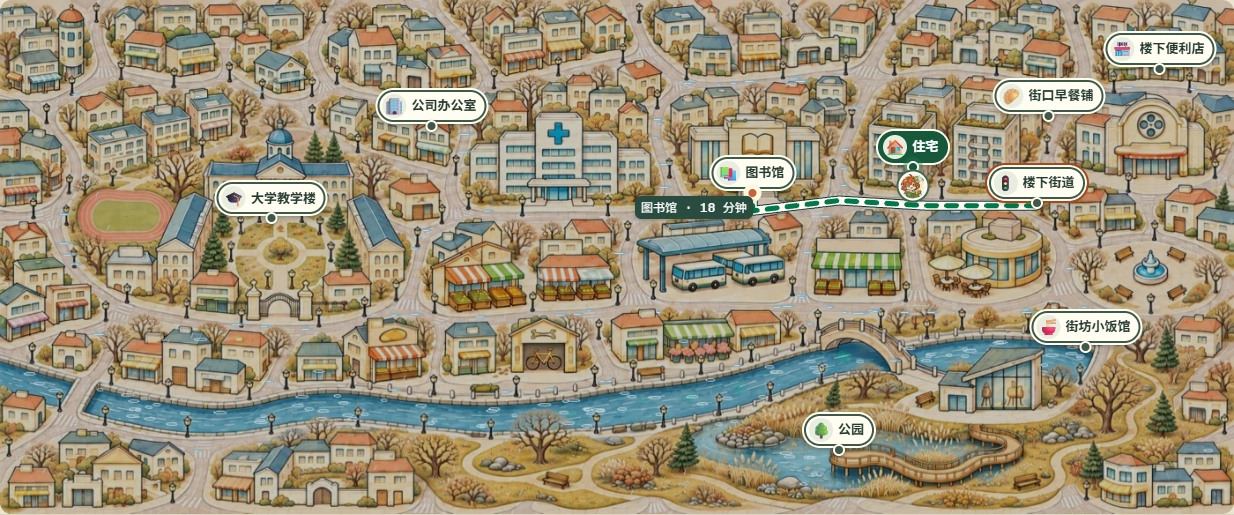 楼下便利店
街口早餐铺
公司办公室
住宅
图书馆
楼下街道
大学教学楼
图书馆 · 18 分钟
街坊小饭馆
公园